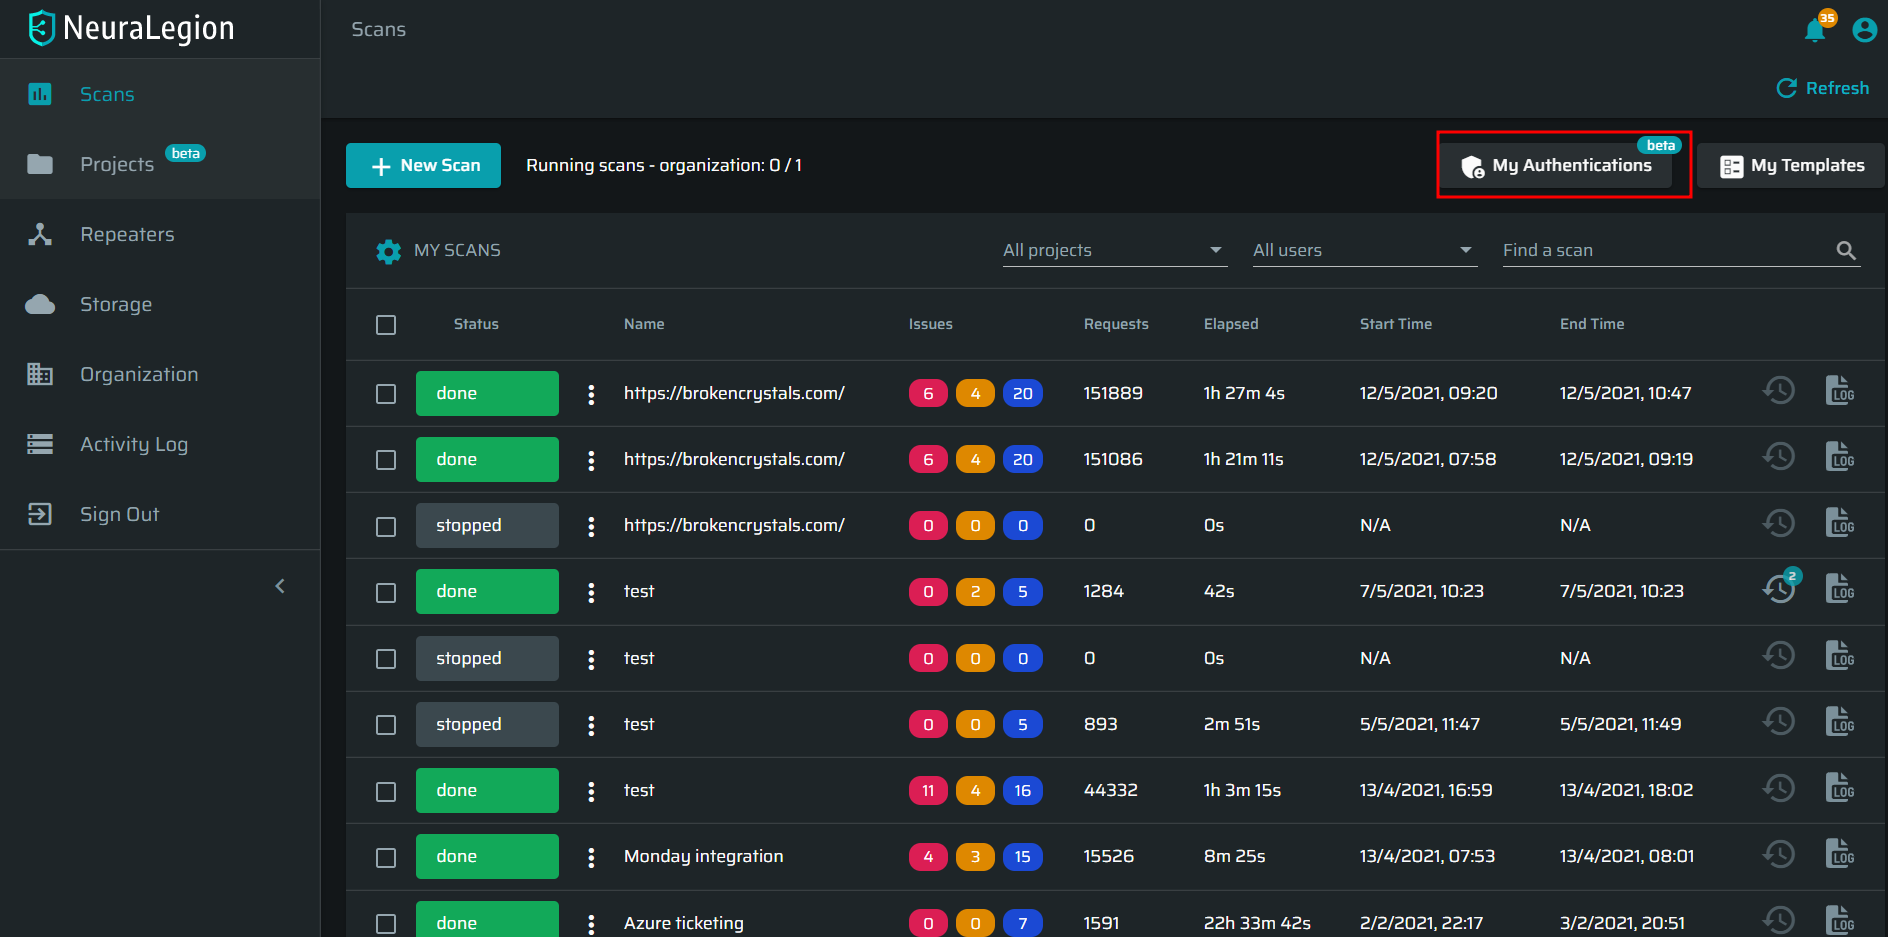 NeuraLegion
Scans
35
Scans
Refresh
Projects beta
Repeaters
Storage
Organization
Activity Log
Sign Out
New Scan
Running scans - organization: 0 / 1
My Authentications beta
My Templates
MY SCANS
All projects
All users
Find a scan
Status Name Issues Requests Elapsed Start Time End Time
done https://brokencrystals.com/ 6 4 20 151889 1h 27m 4s 12/5/2021, 09:20 12/5/2021, 10:47 LOG
done https://brokencrystals.com/ 6 4 20 151086 1h 21m 11s 12/5/2021, 07:58 12/5/2021, 09:19 LOG
stopped https://brokencrystals.com/ 0 0 0 0 0s N/A N/A LOG
done test 0 2 5 1284 42s 7/5/2021, 10:23 7/5/2021, 10:23 2 LOG
stopped test 0 0 0 0 0s N/A N/A LOG
stopped test 0 0 5 893 2m 51s 5/5/2021, 11:47 5/5/2021, 11:49 LOG
done test 11 4 16 44332 1h 3m 15s 13/4/2021, 16:59 13/4/2021, 18:02 LOG
done Monday integration 4 3 15 15526 8m 25s 13/4/2021, 07:53 13/4/2021, 08:01 LOG
done Azure ticketing 0 0 7 1591 22h 33m 42s 2/2/2021, 22:17 3/2/2021, 20:51 LOG